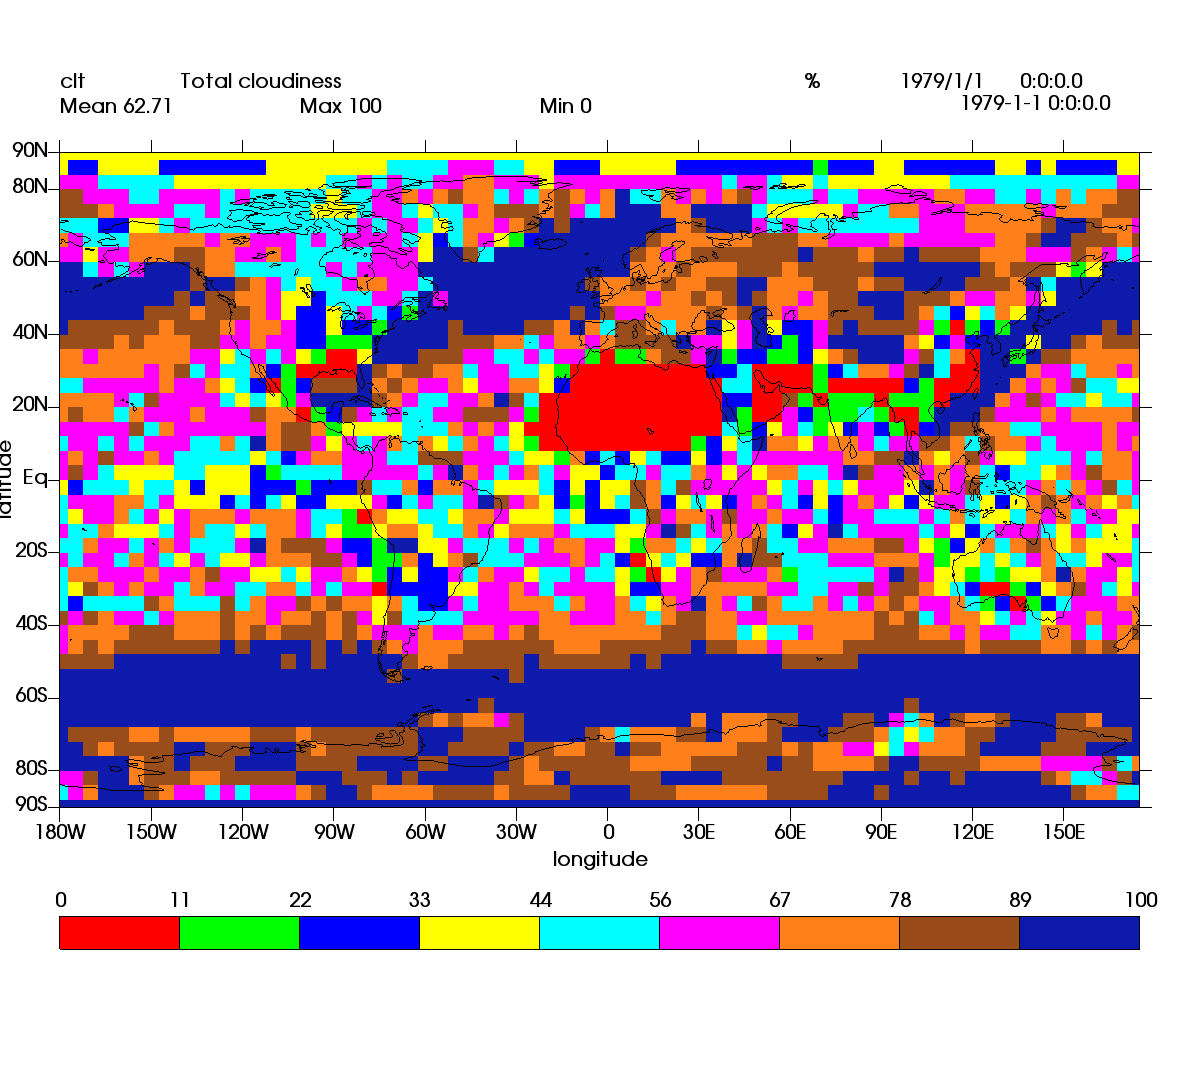 clt Total cloudiness % 1979/1/1 0:0:0.0
Mean 62.71 Max 100 Min 0 1979-1-1 0:0:0.0
90N
80N
60N
40N
20N
Eq
20S
40S
60S
80S
90S
latitude
180W 150W 120W 90W 60W 30W 0 30E 60E 90E 120E 150E
longitude
0 11 22 33 44 56 67 78 89 100